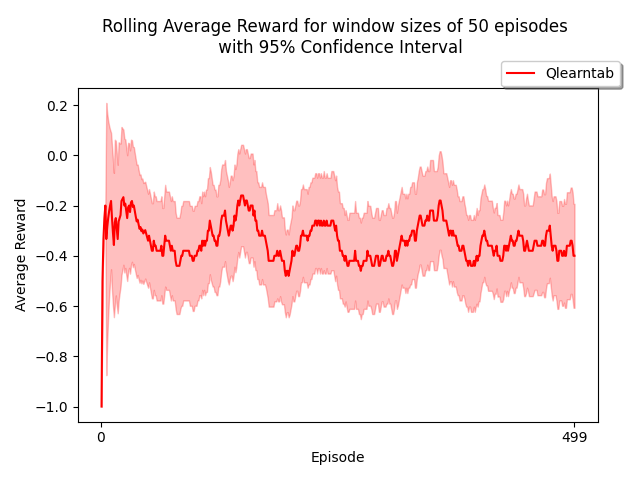 Rolling Average Reward for window sizes of 50 episodes
with 95% Confidence Interval
Qlearntab
0.2
0.0
−0.2
−0.4
−0.6
−0.8
−1.0
Average Reward
0
499
Episode